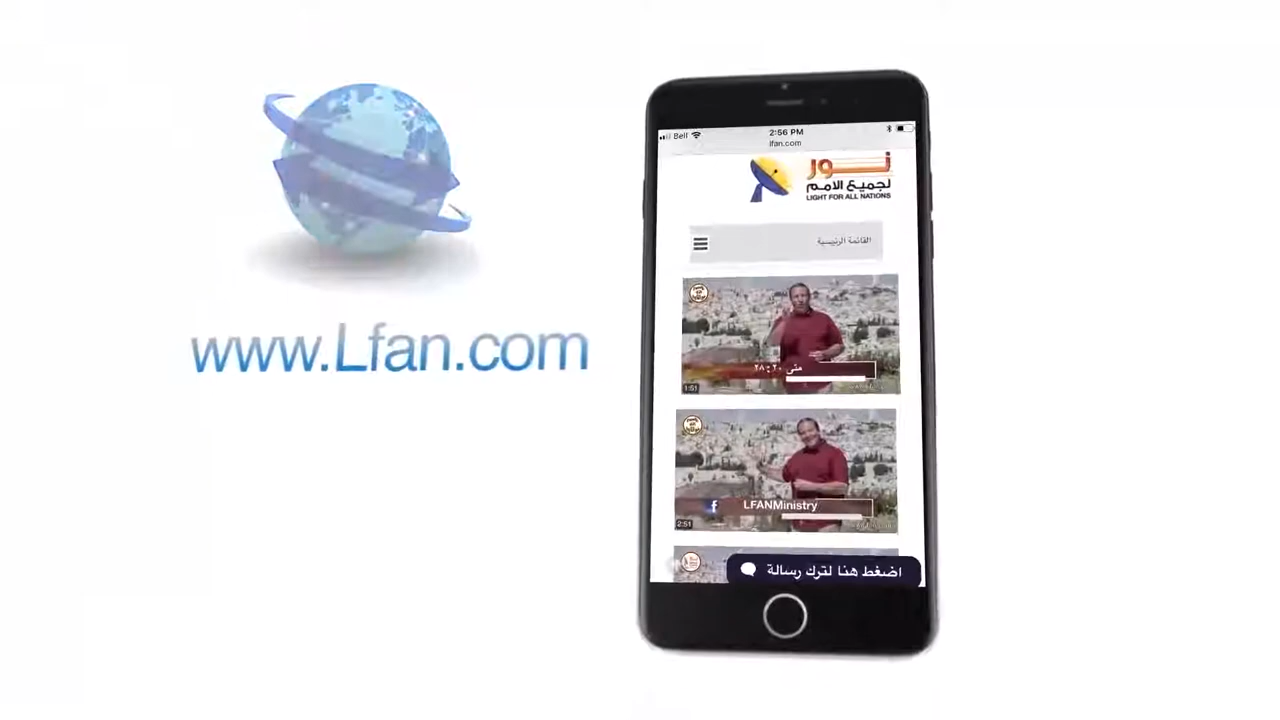 www.Lfan.com
Bell
2:56 PM
lfan.com
نور
لجميع الامم
LIGHT FOR ALL NATIONS
القائمة الرئيسية
متى ٢٠ : ٢٨
1:51
LFANMinistry
2:51
اضغط هنا لترك رسالة